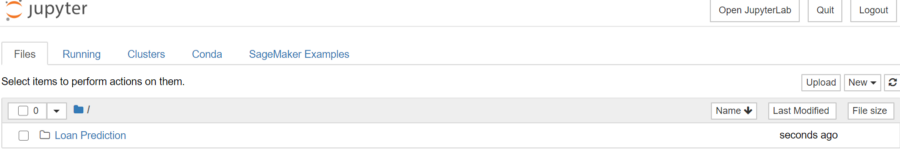 jupyter
Open JupyterLab Quit Logout
Files Running Clusters Conda SageMaker Examples
Select items to perform actions on them.
Upload New
0 / Name Last Modified File size
Loan Prediction seconds ago